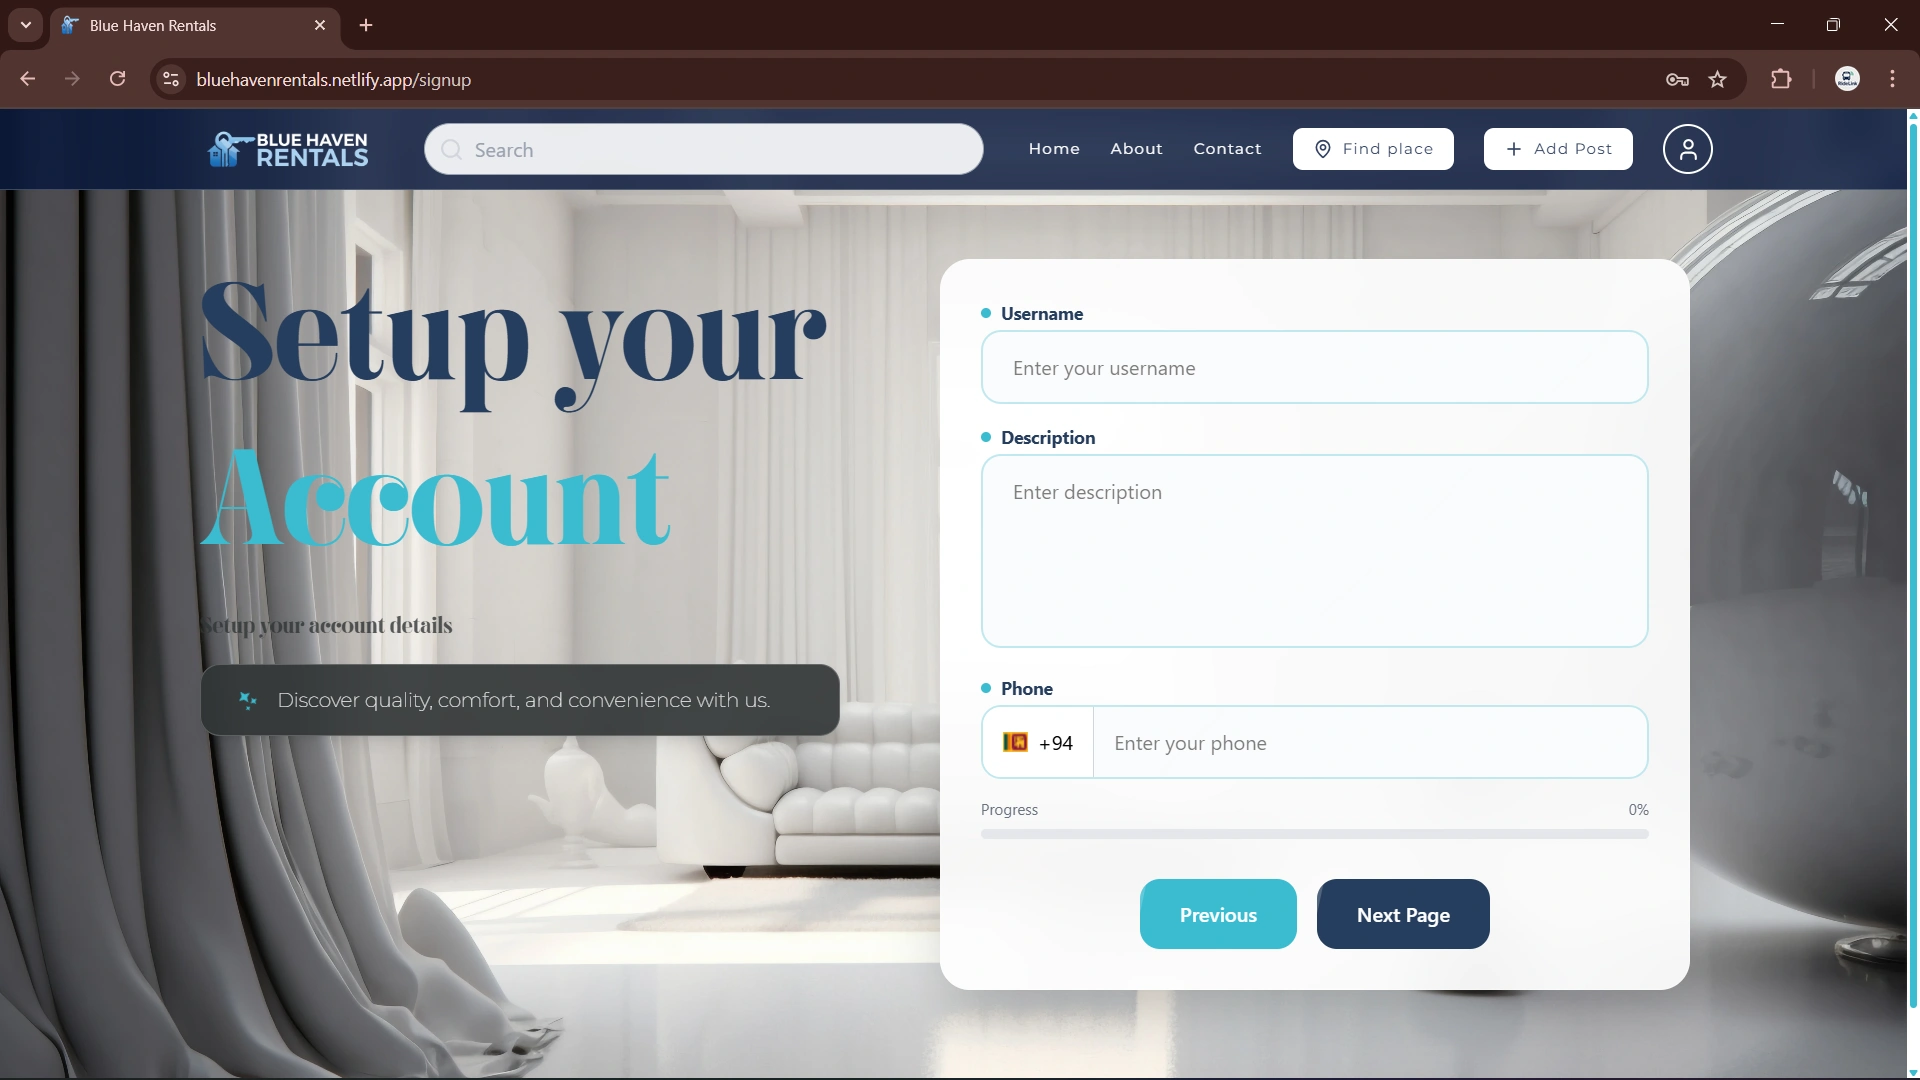 Blue Haven Rentals
bluehavenrentals.netlify.app/signup
BLUE HAVEN
RENTALS
Search
Home
About
Contact
Find place
Add Post
Setup your
Account
Setup your account details
Discover quality, comfort, and convenience with us.
Username
Enter your username
Description
Enter description
Phone
+94
Enter your phone
Progress
0%
Previous
Next Page